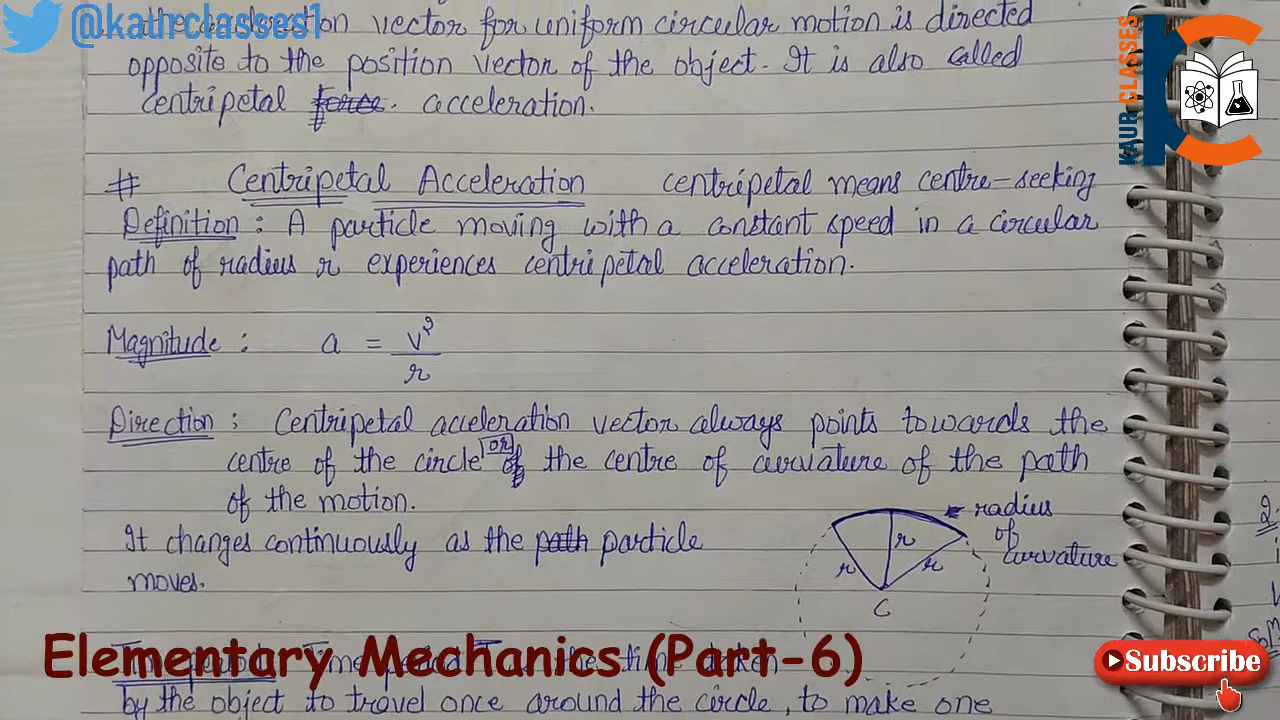 @kaurclasses1
vector for uniform circular motion is directed
opposite to the position vector of the object. It is also called
centripetal force. acceleration.
KAUR CLASSES
# Centripetal Acceleration centripetal means centre-seeking
Definition : A particle moving with a constant speed in a circular
path of radius r experiences centripetal acceleration.
Magnitude : a = v²/r
Direction : Centripetal acceleration vector always points towards the
centre of the circle or of the centre of curvature of the path
of the motion.
It changes continuously as the path particle
moves.
radius
of
curvature
r
r
r
C
Elementary Mechanics (Part-6)
Subscribe
by the object to travel once around the circle, to make one